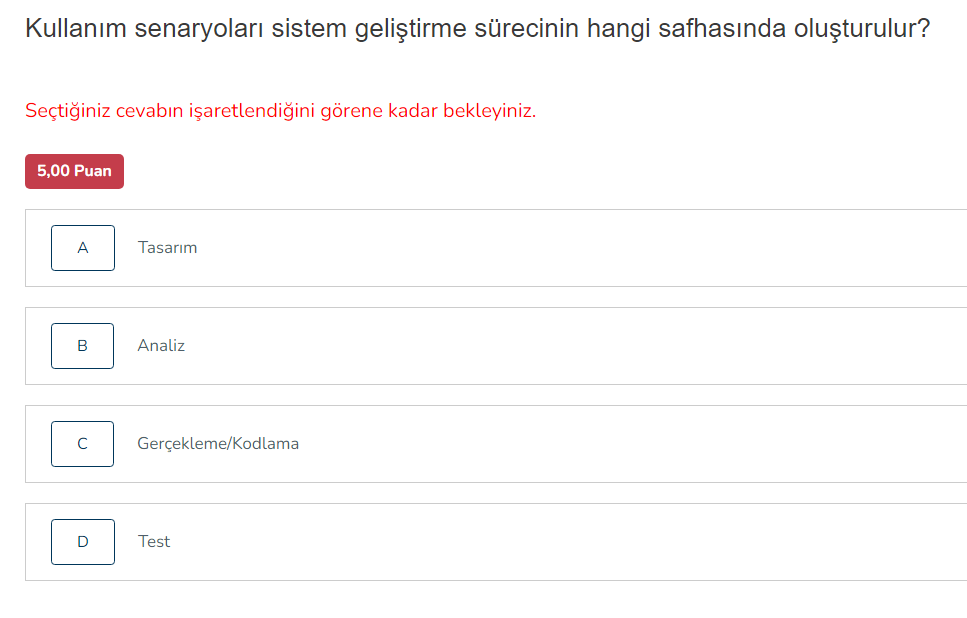 Kullanım senaryoları sistem geliştirme sürecinin hangi safhasında oluşturulur?
Seçtiğiniz cevabın işaretlendiğini görene kadar bekleyiniz.
5,00 Puan
A Tasarım
B Analiz
C Gerçekleme/Kodlama
D Test